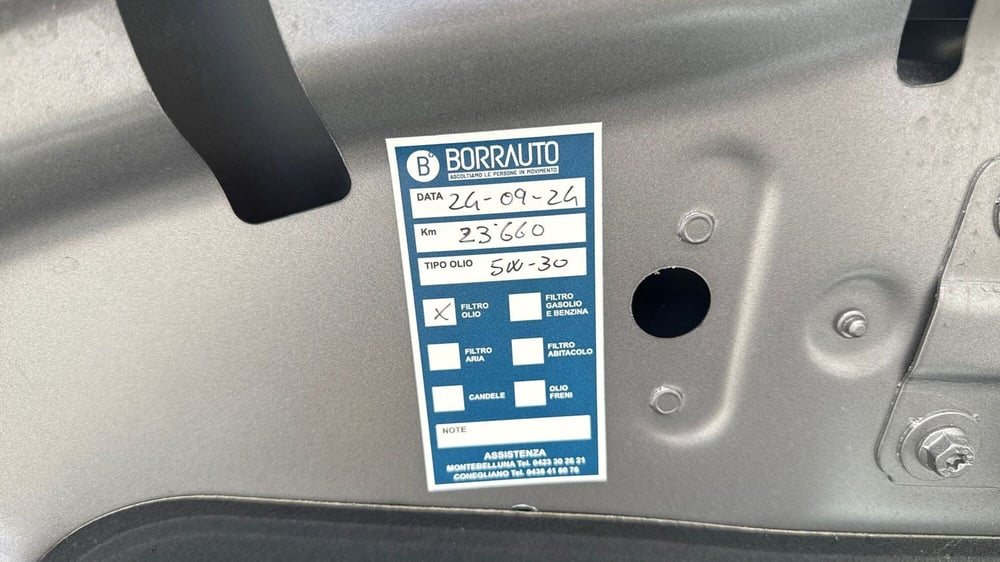 B° BORRAUTO
ASCOLTIAMO LE PERSONE IN MOVIMENTO
DATA 24-09-24
Km 23'660
TIPO OLIO 5W-30
X FILTRO OLIO
FILTRO GASOLIO E BENZINA
FILTRO ARIA
FILTRO ABITACOLO
CANDELE
OLIO FRENI
NOTE
ASSISTENZA
MONTEBELLUNA Tel. 0423 30 26 21
CONEGLIANO Tel. 0438 41 80 76